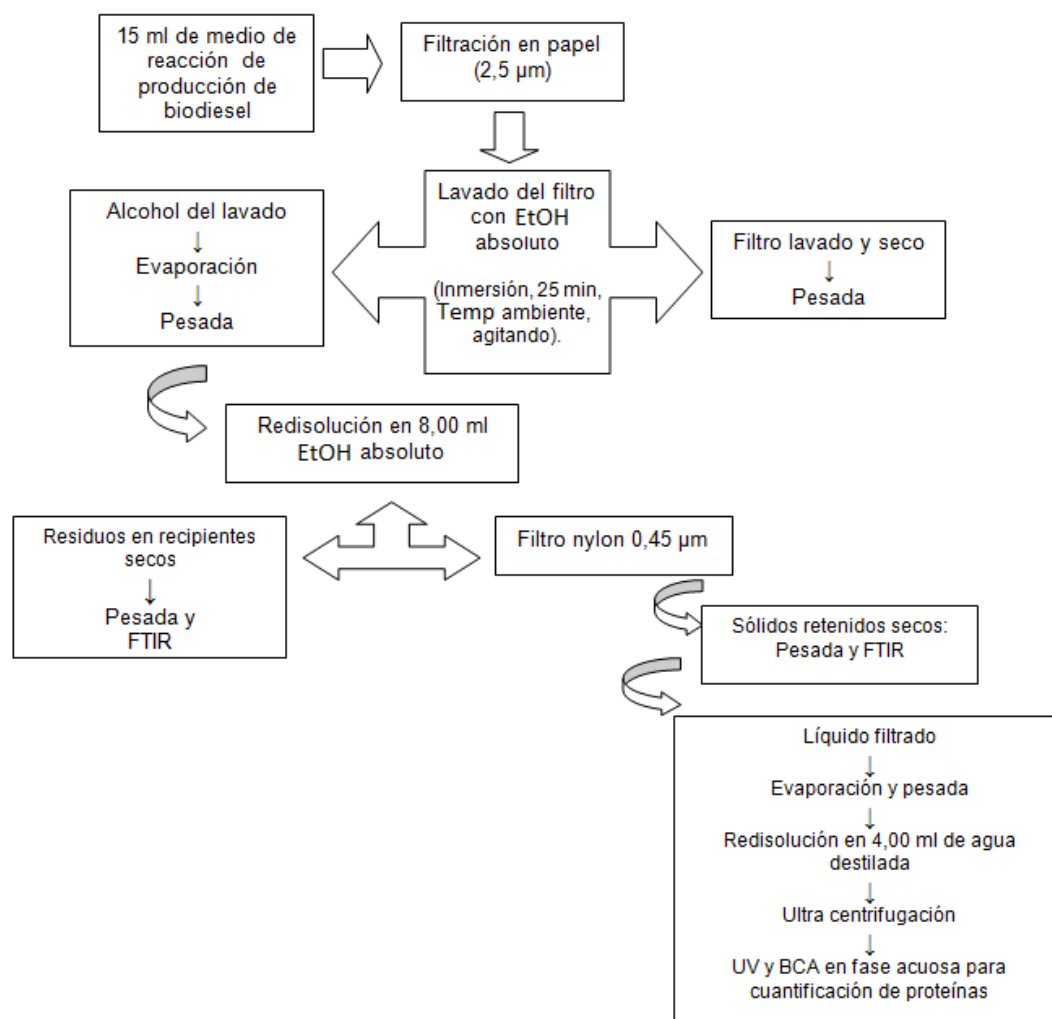 15 ml de medio de
reacción de
producción de
biodiesel
Filtración en papel
(2,5 µm)
Lavado del filtro
con EtOH
absoluto
(Inmersión, 25 min,
Temp ambiente,
agitando).
Alcohol del lavado
↓
Evaporación
↓
Pesada
Filtro lavado y seco
↓
Pesada
Redisolución en 8,00 ml
EtOH absoluto
Residuos en recipientes
secos
↓
Pesada y
FTIR
Filtro nylon 0,45 µm
Sólidos retenidos secos:
Pesada y FTIR
Líquido filtrado
↓
Evaporación y pesada
↓
Redisolución en 4,00 ml de agua
destilada
↓
Ultra centrifugación
↓
UV y BCA en fase acuosa para
cuantificación de proteínas